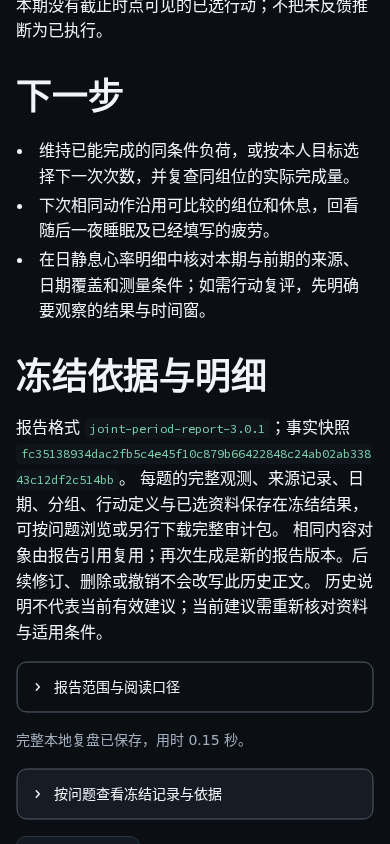 本期没有截止时点可见的已选行动；不把未反馈推
断为已执行。
下一步
• 维持已能完成的同条件负荷，或按本人目标选
择下一次次数，并复查同组位的实际完成量。
• 下次相同动作沿用可比较的组位和休息，回看
随后一夜睡眠及已经填写的疲劳。
• 在日静息心率明细中核对本期与前期的来源、
日期覆盖和测量条件；如需行动复评，先明确
要观察的结果与时间窗。
冻结依据与明细
报告格式 joint-period-report-3.0.1；事实快照
fc35138934dac2fb5c4e45f10c879b66422848c24ab02ab338
43c12df2c514bb。 每题的完整观测、来源记录、日
期、分组、行动定义与已选资料保存在冻结结果，
可按问题浏览或另行下载完整审计包。 相同内容对
象由报告引用复用；再次生成是新的报告版本。后
续修订、删除或撤销不会改写此历史正文。 历史说
明不代表当前有效建议；当前建议需重新核对资料
与适用条件。
报告范围与阅读口径
完整本地复盘已保存，用时 0.15 秒。
按问题查看冻结记录与依据